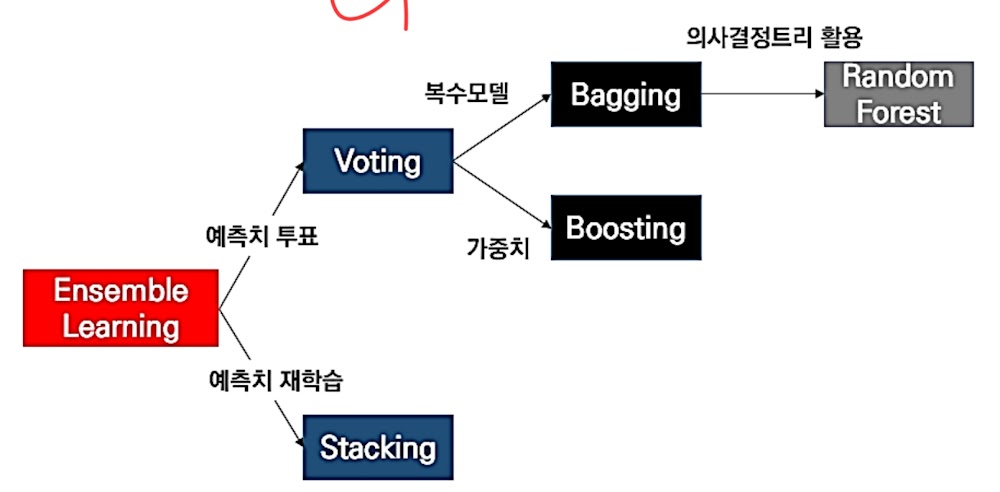 의사결정트리 활용
복수모델
Bagging
Random
Forest
Voting
예측치 투표
가중치
Boosting
Ensemble
Learning
예측치 재학습
Stacking